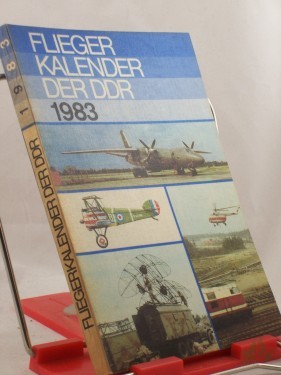 FLIEGER
KALENDER
DER DDR
1983
FLIEGERKALENDER DER DDR
1983